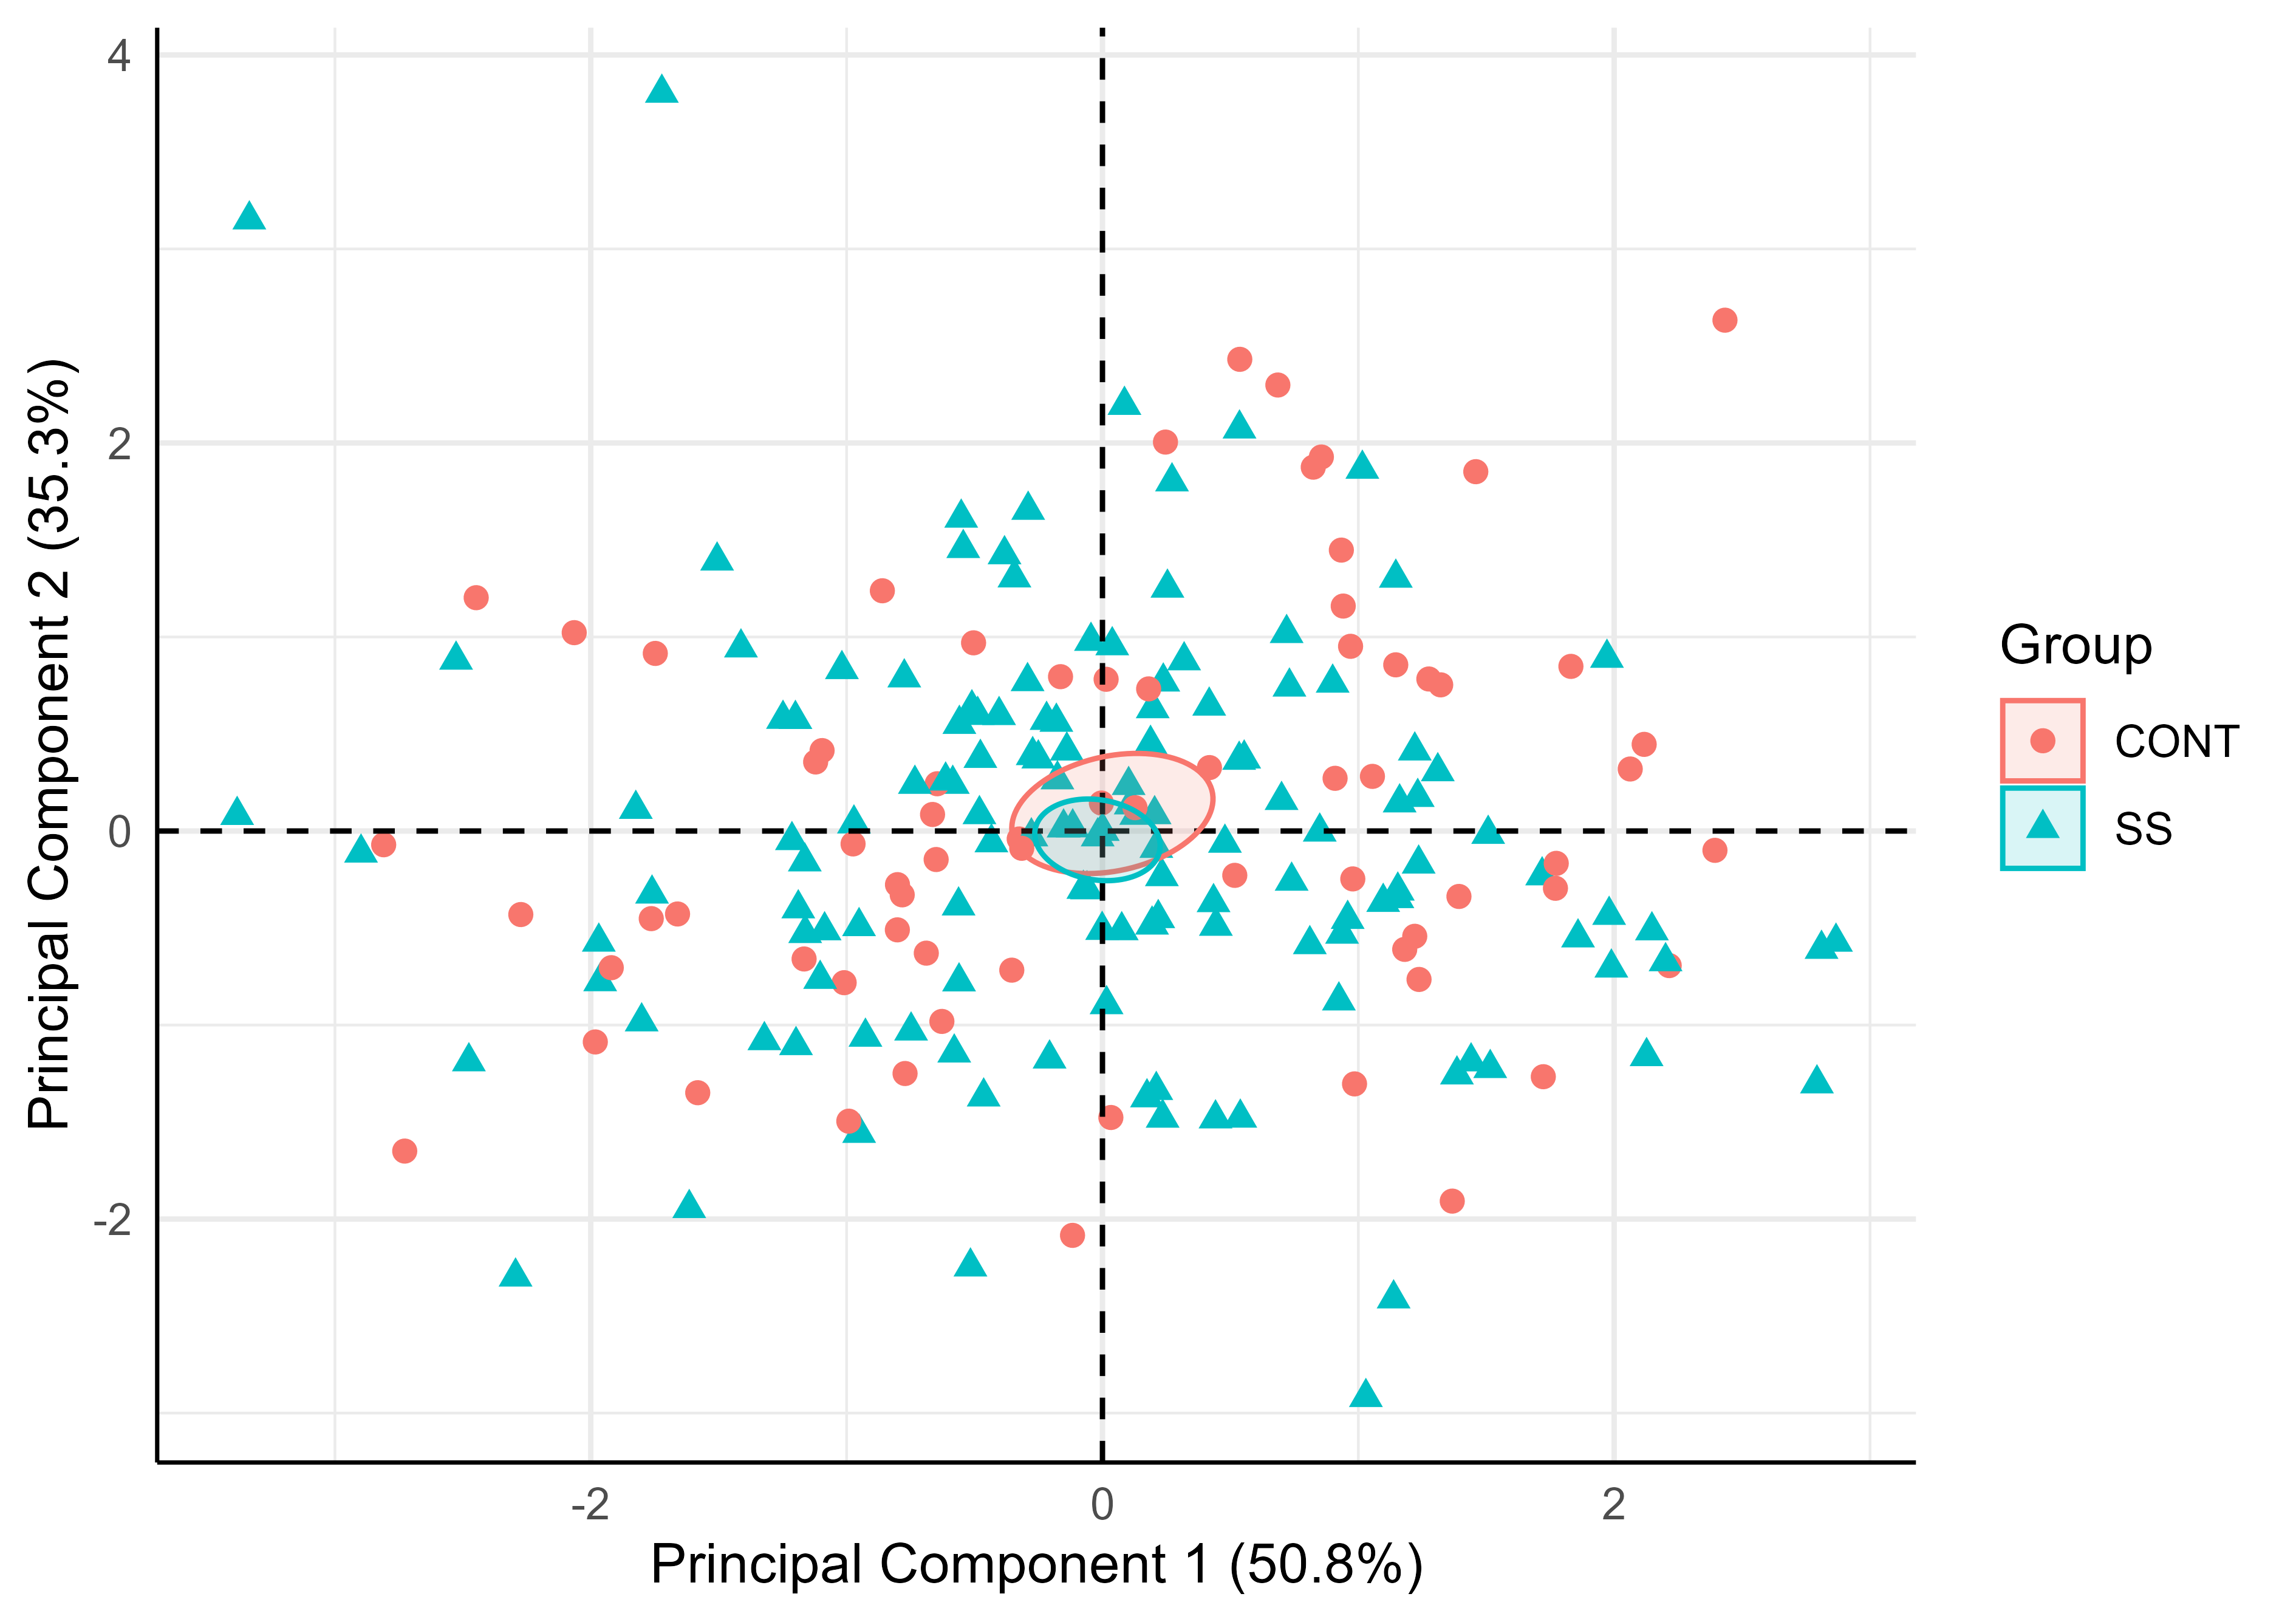 4
2
0
-2
Principal Component 2 (35.3%)
-2
0
2
Principal Component 1 (50.8%)
Group
CONT
SS